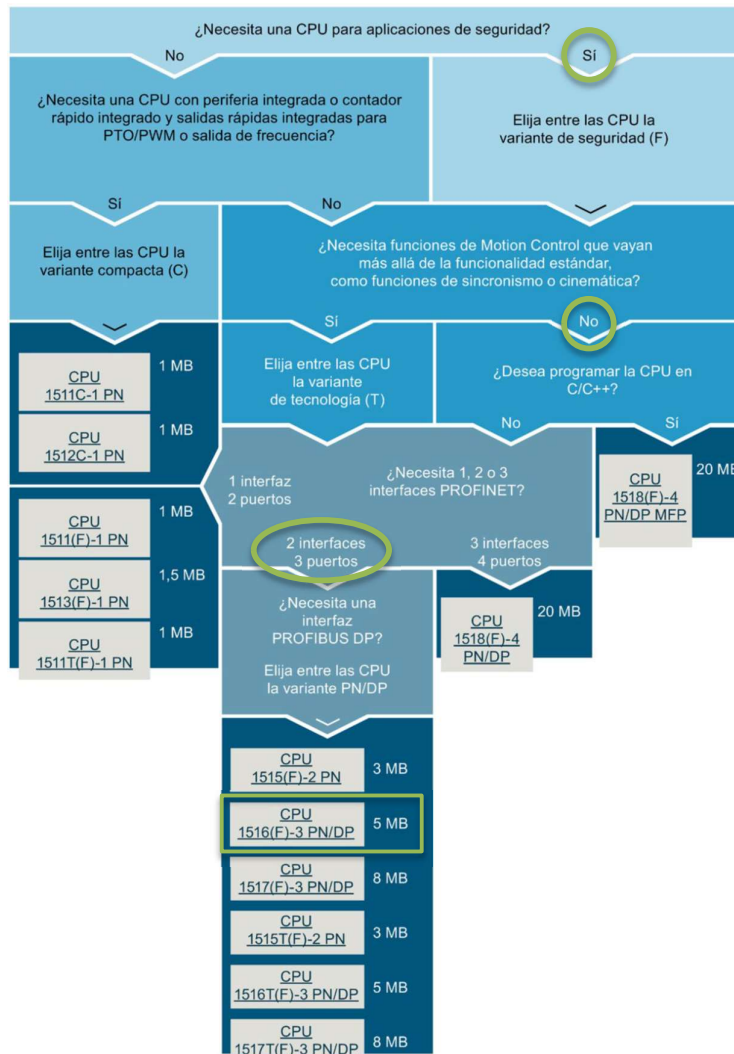 ¿Necesita una CPU para aplicaciones de seguridad?
No
Sí
¿Necesita una CPU con periferia integrada o contador
rápido integrado y salidas rápidas integradas para
PTO/PWM o salida de frecuencia?
Elija entre las CPU la
variante de seguridad (F)
Sí
No
Elija entre las CPU la
variante compacta (C)
¿Necesita funciones de Motion Control que vayan
más allá de la funcionalidad estándar,
como funciones de sincronismo o cinemática?
Sí
No
CPU
1511C-1 PN
1 MB
CPU
1512C-1 PN
1 MB
Elija entre las CPU
la variante
de tecnología (T)
¿Desea programar la CPU en
C/C++?
No
Sí
1 interfaz
2 puertos
¿Necesita 1, 2 o 3
interfaces PROFINET?
CPU
1518(F)-4
PN/DP MFP
20 MB
CPU
1511(F)-1 PN
1 MB
CPU
1513(F)-1 PN
1,5 MB
CPU
1511T(F)-1 PN
1 MB
2 interfaces
3 puertos
3 interfaces
4 puertos
¿Necesita una
interfaz
PROFIBUS DP?
Elija entre las CPU
la variante PN/DP
CPU
1518(F)-4
PN/DP
20 MB
CPU
1515(F)-2 PN
3 MB
CPU
1516(F)-3 PN/DP
5 MB
CPU
1517(F)-3 PN/DP
8 MB
CPU
1515T(F)-2 PN
3 MB
CPU
1516T(F)-3 PN/DP
5 MB
CPU
1517T(F)-3 PN/DP
8 MB